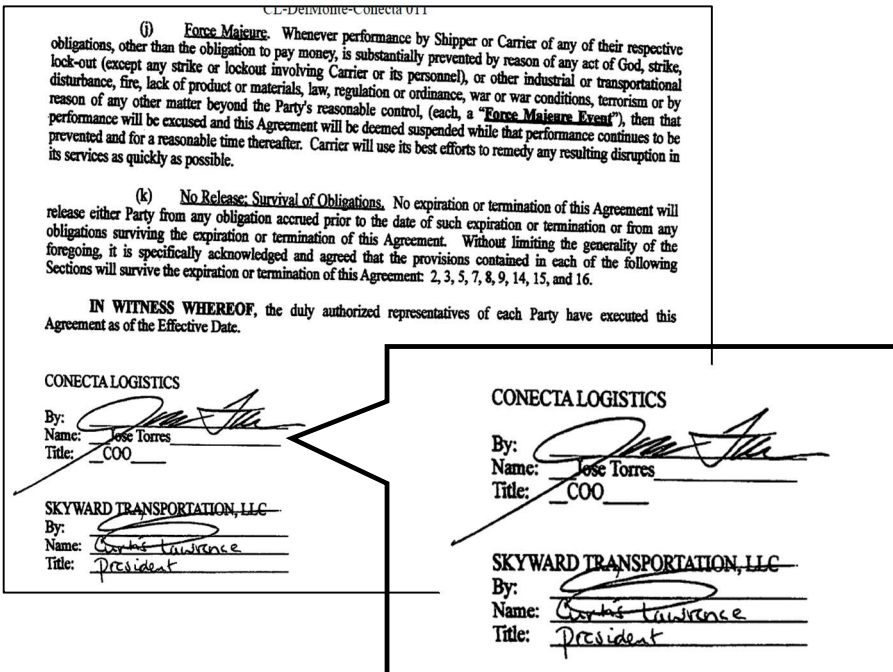 CL-DelMonte-Conecta 011
(j) Force Majeure. Whenever performance by Shipper or Carrier of any of their respective
obligations, other than the obligation to pay money, is substantially prevented by reason of any act of God, strike,
lock-out (except any strike or lockout involving Carrier or its personnel), or other industrial or transportational
disturbance, fire, lack of product or materials, law, regulation or ordinance, war or war conditions, terrorism or by
reason of any other matter beyond the Party's reasonable control, (each, a "Force Majeure Event"), then that
performance will be excused and this Agreement will be deemed suspended while that performance continues to be
prevented and for a reasonable time thereafter. Carrier will use its best efforts to remedy any resulting disruption in
its services as quickly as possible.
(k) No Release; Survival of Obligations. No expiration or termination of this Agreement will
release either Party from any obligation accrued prior to the date of such expiration or termination or from any
obligations surviving the expiration or termination of this Agreement. Without limiting the generality of the
foregoing, it is specifically acknowledged and agreed that the provisions contained in each of the following
Sections will survive the expiration or termination of this Agreement: 2, 3, 5, 7, 8, 9, 14, 15, and 16.
IN WITNESS WHEREOF, the duly authorized representatives of each Party have executed this
Agreement as of the Effective Date.
CONECTA LOGISTICS
By:
Name: Jose Torres
Title: COO
SKYWARD TRANSPORTATION, LLC
By:
Name: Curtis Lawrence
Title: President
CONECTA LOGISTICS
By:
Name: Jose Torres
Title: COO
SKYWARD TRANSPORTATION, LLC
By:
Name: Curtis Lawrence
Title: President